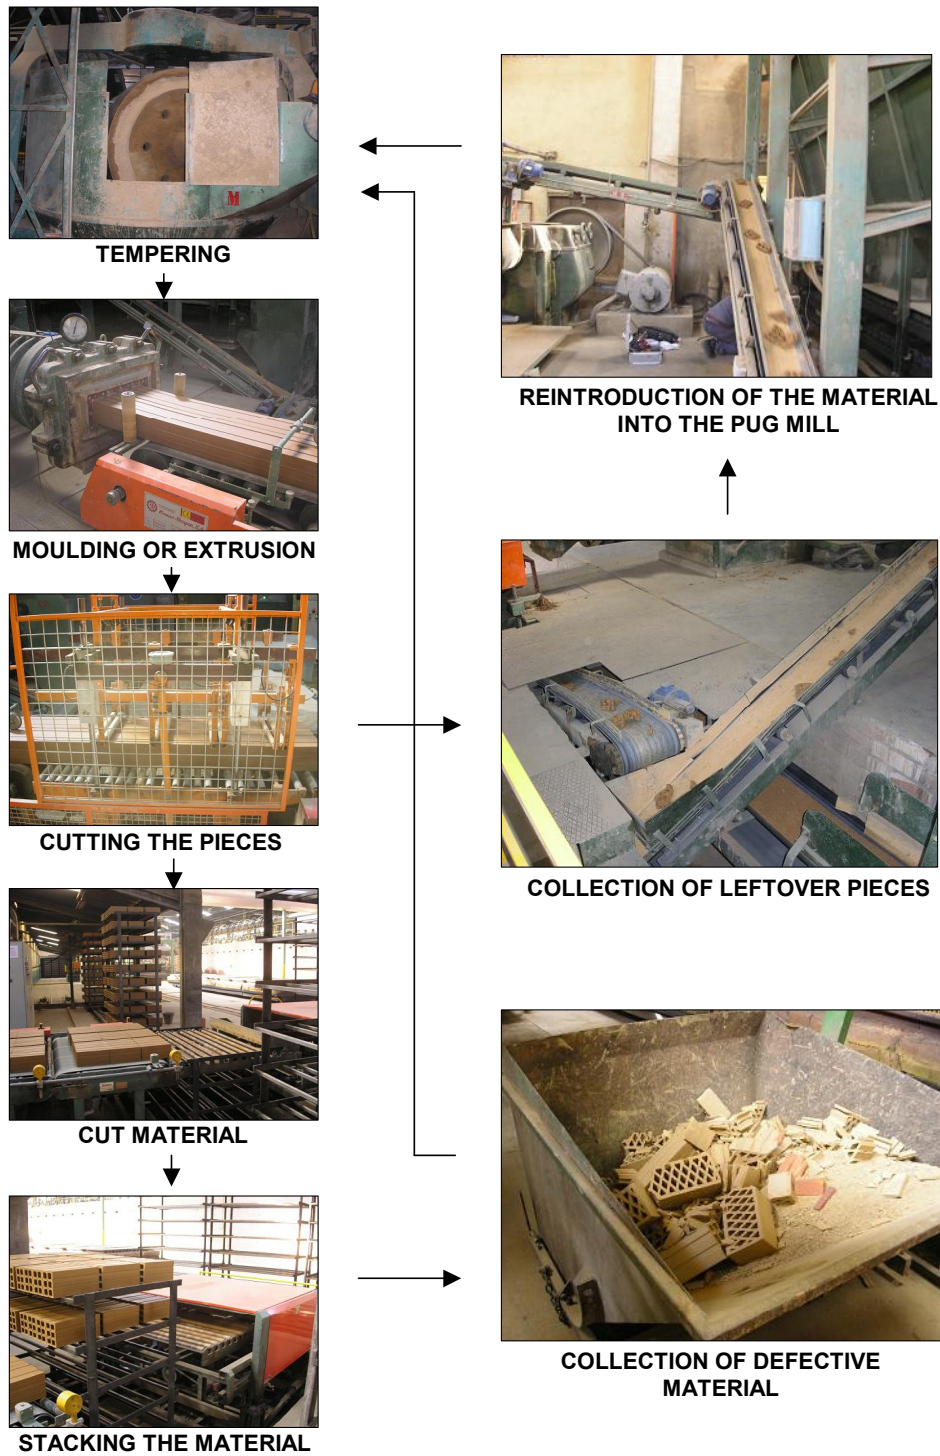 M
TEMPERING
MOULDING OR EXTRUSION
CUTTING THE PIECES
CUT MATERIAL
STACKING THE MATERIAL
REINTRODUCTION OF THE MATERIAL
INTO THE PUG MILL
COLLECTION OF LEFTOVER PIECES
COLLECTION OF DEFECTIVE
MATERIAL